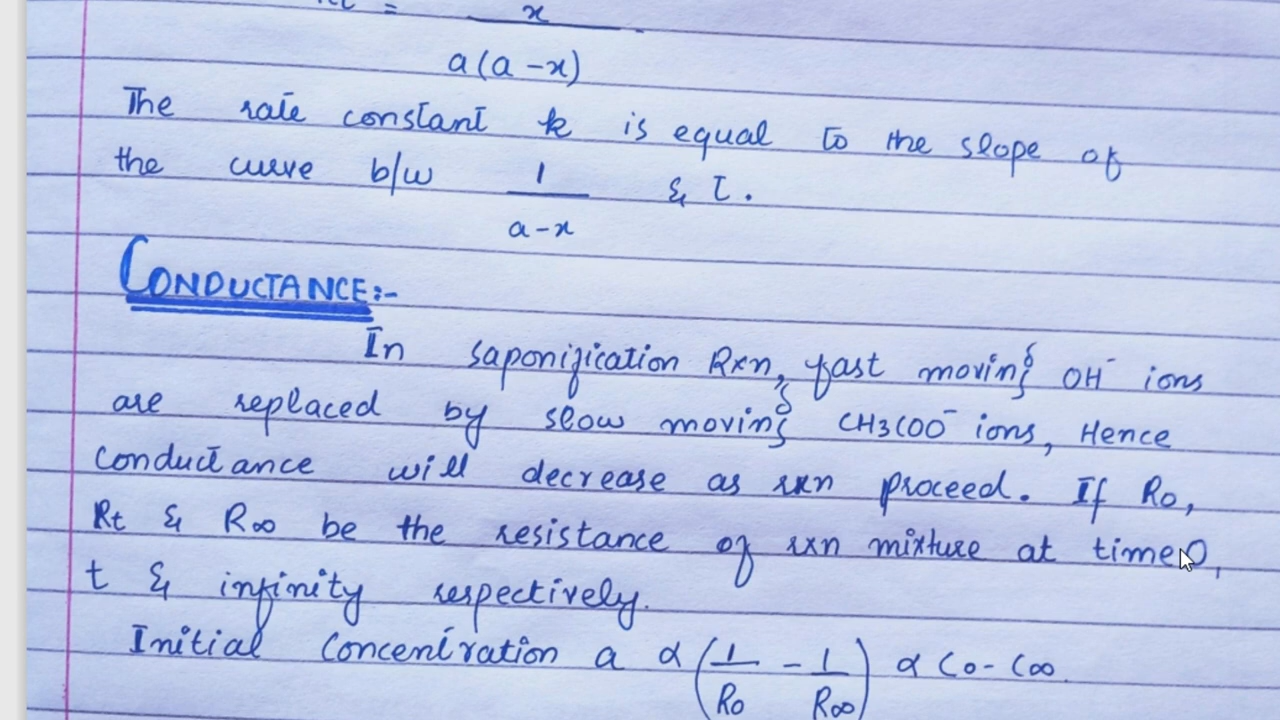 = x
a(a-x)
The rate constant k is equal to the slope of
the curve b/w 1/(a-x) & t.
CONDUCTANCE:-
In saponification Rxn, fast moving OH⁻ ions
are replaced by slow moving CH3COO⁻ ions, Hence
conductance will decrease as rxn proceed. If R₀,
Rt & R∞ be the resistance of rxn mixture at time 0,
t & infinity respectively.
Initial Concentration a α (1/R₀ - 1/R∞) α C₀ - C∞